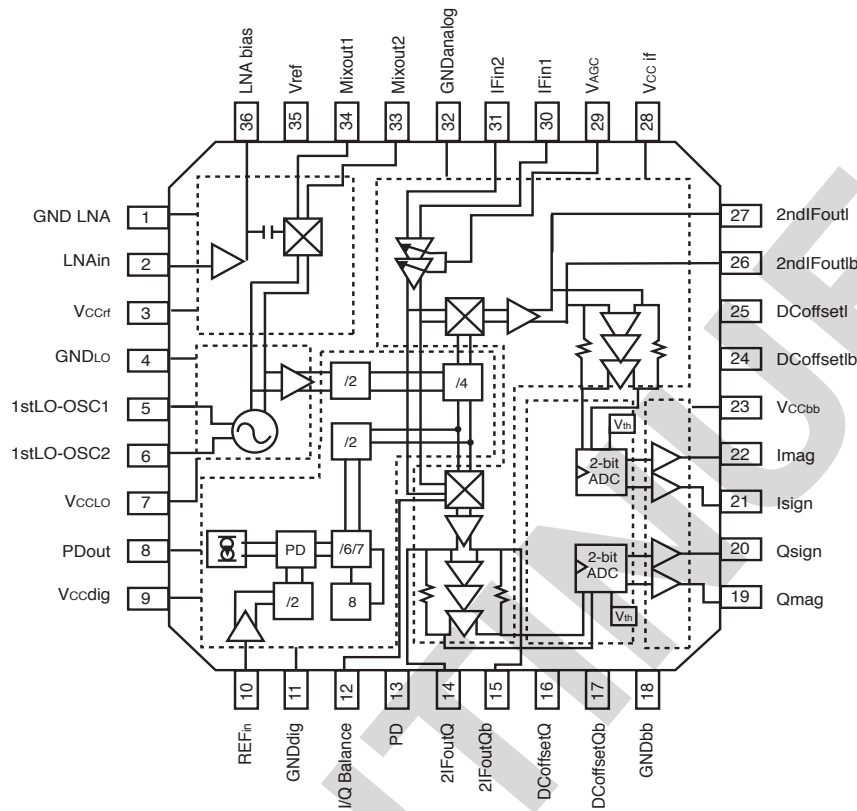 LNA bias
Vref
Mixout1
Mixout2
GNDanalog
IFin2
IFin1
VAGC
Vcc if
36
35
34
33
32
31
30
29
28
GND LNA 1
LNAin 2
VCCrf 3
GNDLO 4
1stLO-OSC1 5
1stLO-OSC2 6
VCCLO 7
PDout 8
Vccdig 9
27 2ndIFoutI
26 2ndIFoutIb
25 DCoffsetI
24 DCoffsetIb
23 VCCbb
22 Imag
21 Isign
20 Qsign
19 Qmag
/2
/4
/2
PD
/6/7
/2
8
Vth
2-bit
ADC
2-bit
ADC
Vth
10
11
12
13
14
15
16
17
18
REFin
GNDdig
I/Q Balance
PD
2IFoutQ
2IFoutQb
DCoffsetQ
DCoffsetQb
GNDbb